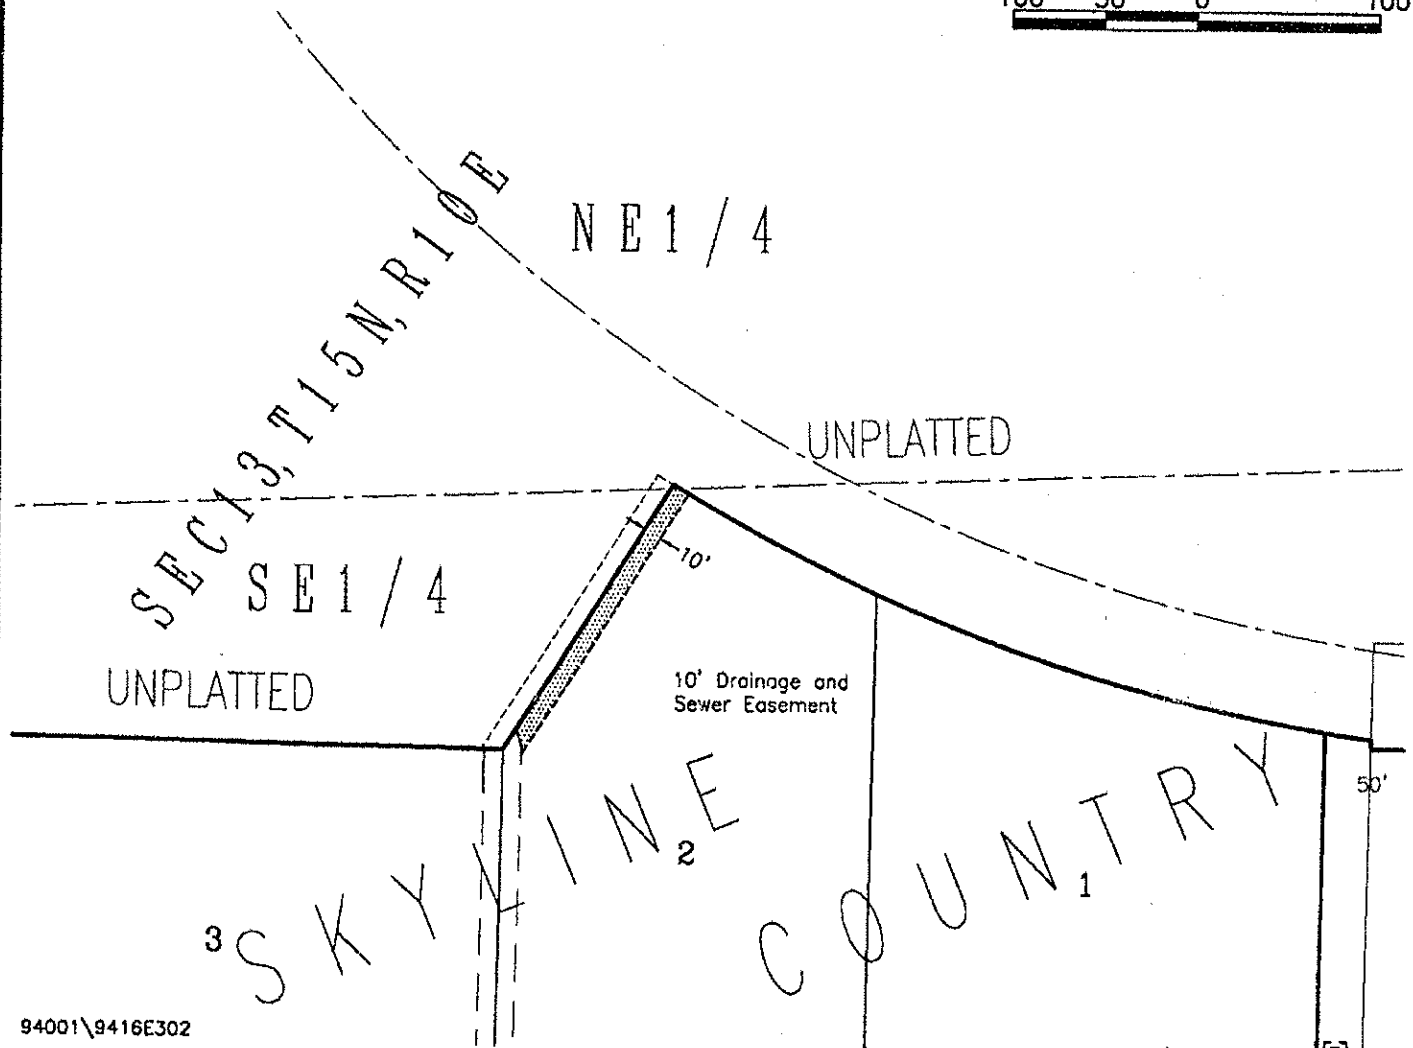 100 50 0 100
NE1/4
SEC13,T15N,R10E
UNPLATTED
10'
SE1/4
UNPLATTED
10' Drainage and
Sewer Easement
50'
SKYLINE
COUNTRY
2
1
3
94001\9416E302